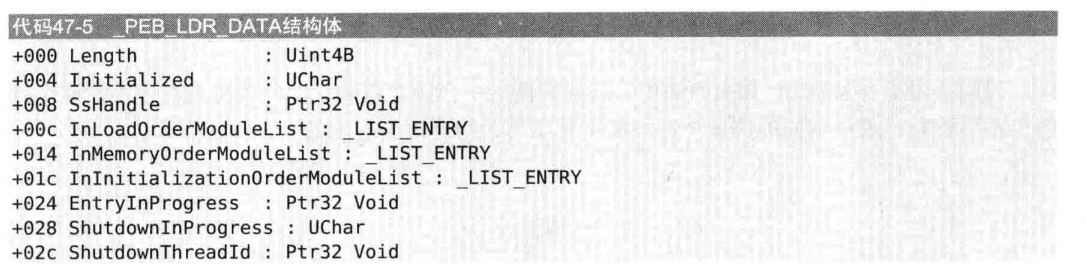 代码47-5 _PEB_LDR_DATA结构体
+000 Length : Uint4B
+004 Initialized : UChar
+008 SsHandle : Ptr32 Void
+00c InLoadOrderModuleList : _LIST_ENTRY
+014 InMemoryOrderModuleList : _LIST_ENTRY
+01c InInitializationOrderModuleList : _LIST_ENTRY
+024 EntryInProgress : Ptr32 Void
+028 ShutdownInProgress : UChar
+02c ShutdownThreadId : Ptr32 Void